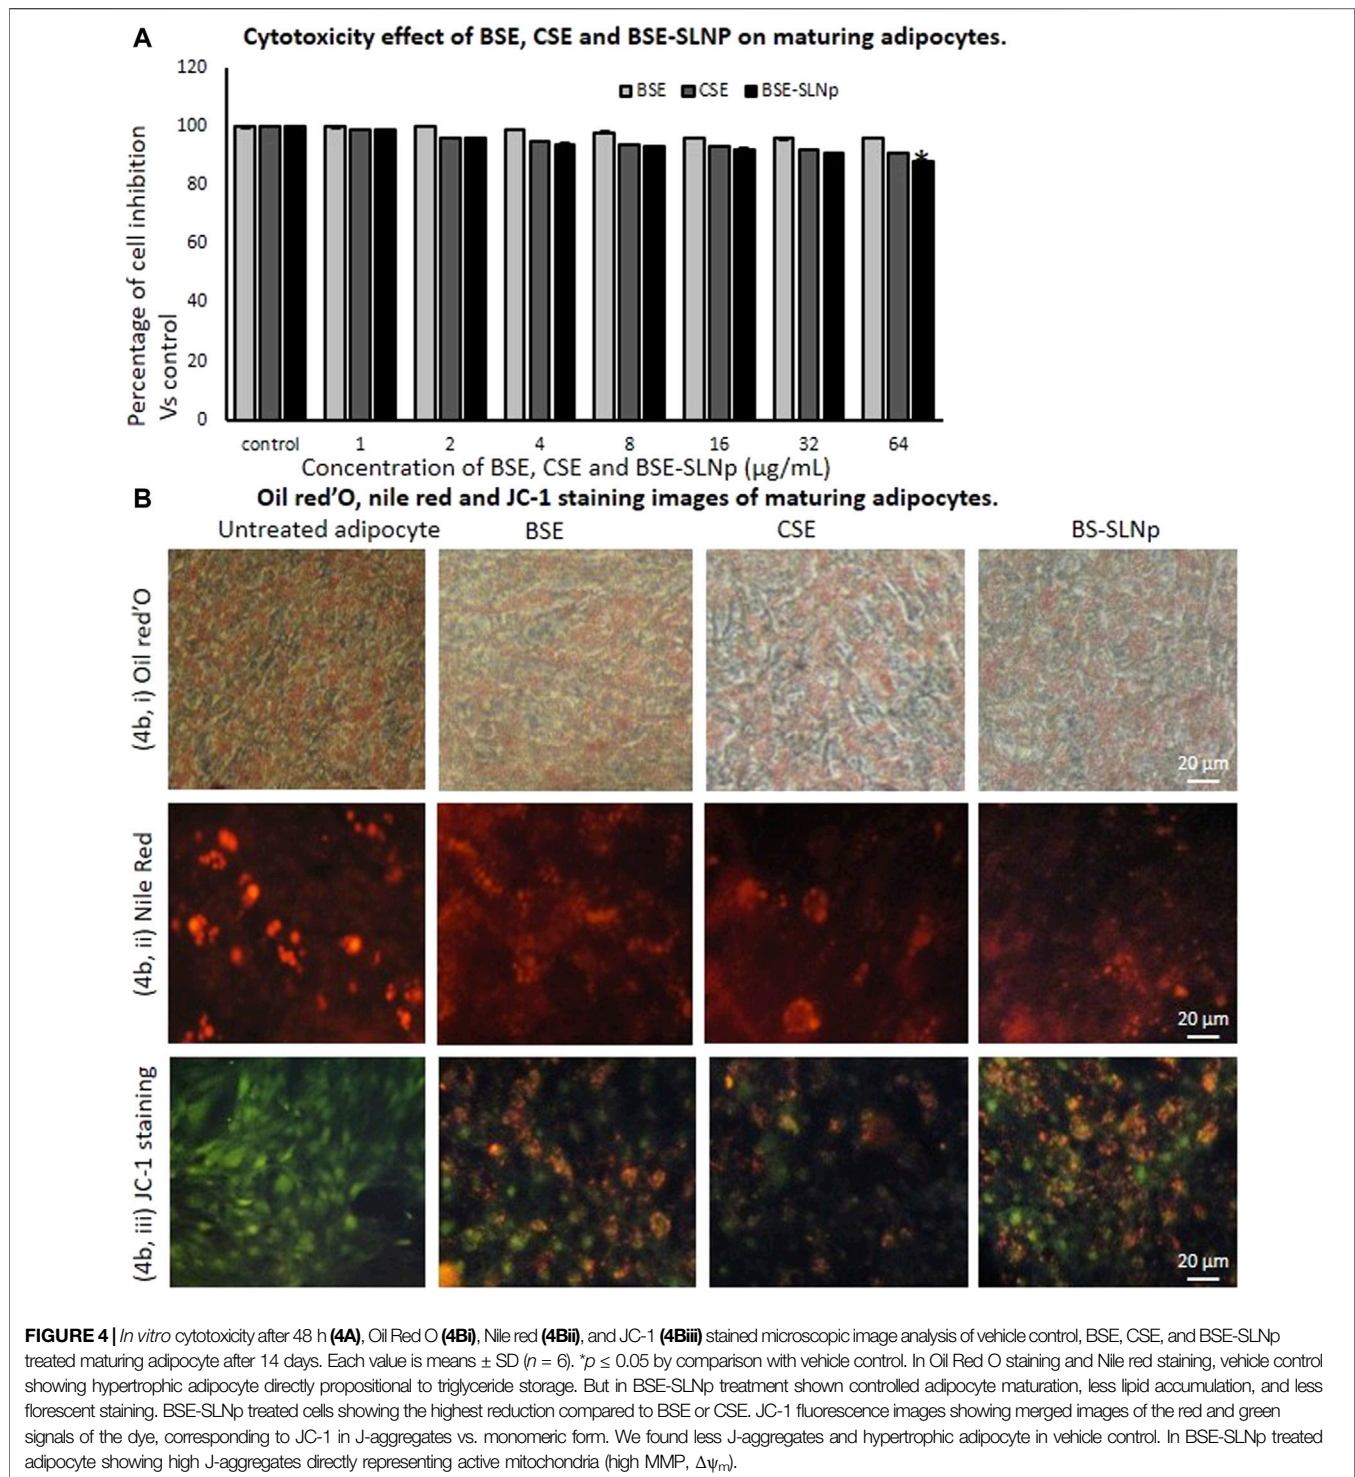 A
Cytotoxicity effect of BSE, CSE and BSE-SLNP on maturing adipocytes.
120
100
80
60
40
20
0
BSE CSE BSE-SLNp
*
Percentage of cell inhibition
Vs control
control 1 2 4 8 16 32 64
Concentration of BSE, CSE and BSE-SLNp (µg/mL)
B
Oil red'O, nile red and JC-1 staining images of maturing adipocytes.
Untreated adipocyte BSE CSE BS-SLNp
(4b, i) Oil red'O
20 µm
(4b, ii) Nile Red
20 µm
(4b, iii) JC-1 staining
20 µm
FIGURE 4 | In vitro cytotoxicity after 48 h (4A), Oil Red O (4Bi), Nile red (4Bii), and JC-1 (4Biii) stained microscopic image analysis of vehicle control, BSE, CSE, and BSE-SLNp
treated maturing adipocyte after 14 days. Each value is means ± SD (n = 6). *p ≤ 0.05 by comparison with vehicle control. In Oil Red O staining and Nile red staining, vehicle control
showing hypertrophic adipocyte directly propositional to triglyceride storage. But in BSE-SLNp treatment shown controlled adipocyte maturation, less lipid accumulation, and less
florescent staining. BSE-SLNp treated cells showing the highest reduction compared to BSE or CSE. JC-1 fluorescence images showing merged images of the red and green
signals of the dye, corresponding to JC-1 in J-aggregates vs. monomeric form. We found less J-aggregates and hypertrophic adipocyte in vehicle control. In BSE-SLNp treated
adipocyte showing high J-aggregates directly representing active mitochondria (high MMP, Δψm).